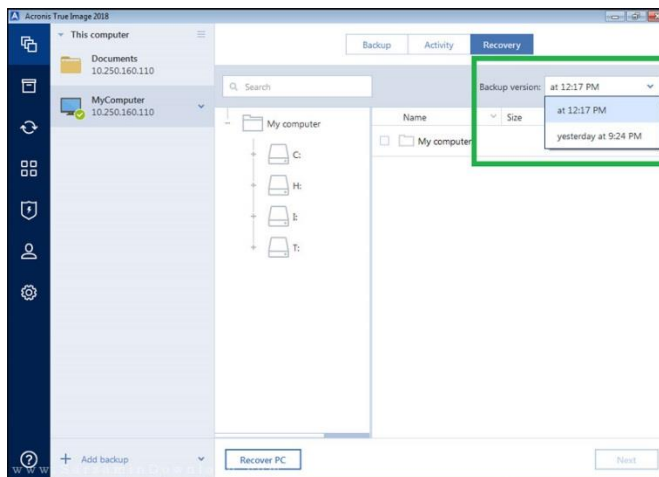 Acronis True Image 2018
This computer
Documents
10.250.160.110
MyComputer
10.250.160.110
Add backup
Backup
Activity
Recovery
Search
Backup version:
at 12:17 PM
at 12:17 PM
yesterday at 9:24 PM
My computer
C:
H:
I:
T:
Name
Size
My computer
Recover PC
Next